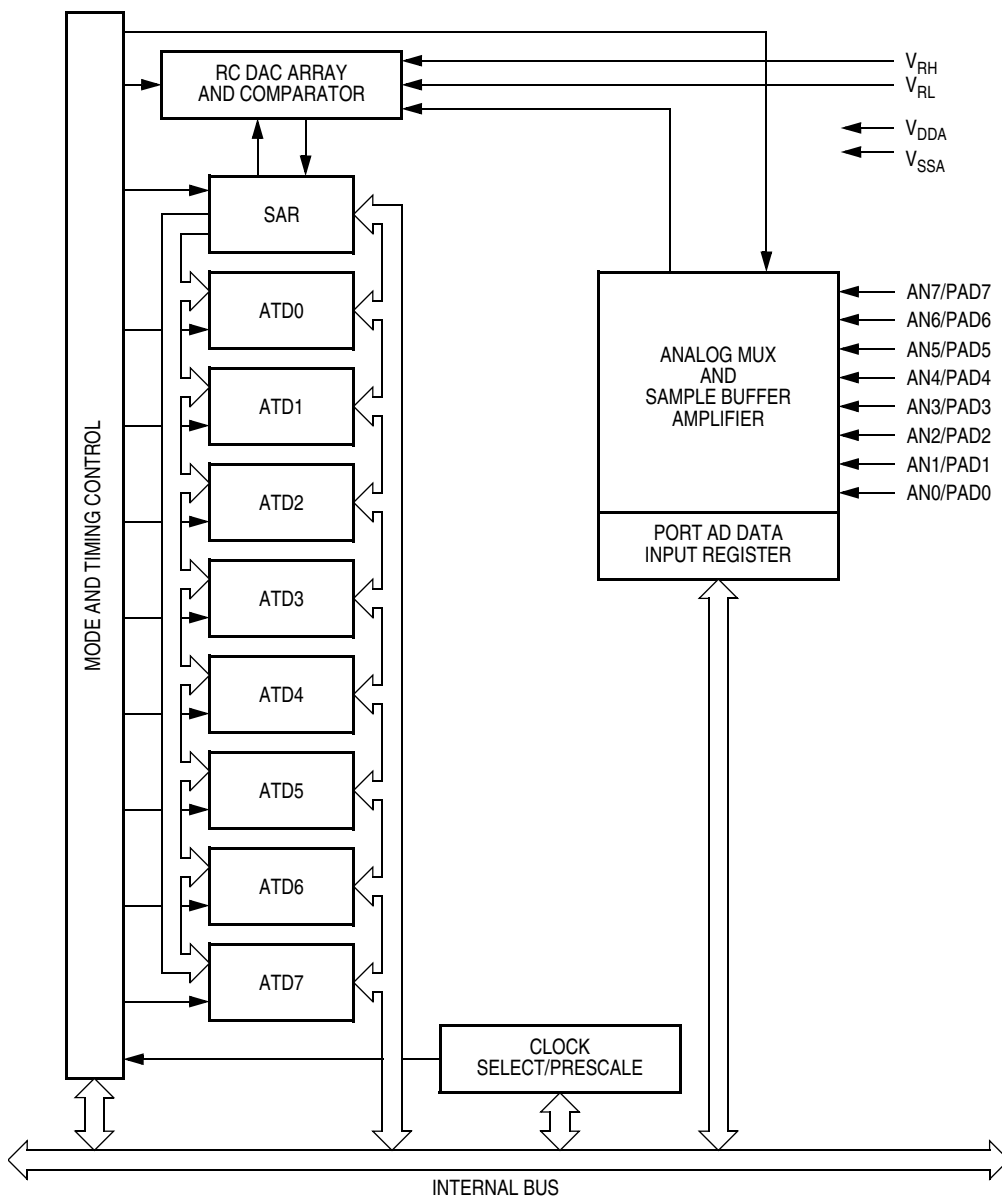 RC DAC ARRAY
AND COMPARATOR
V_RH
V_RL
V_DDA
V_SSA
SAR
ATD0
ATD1
ATD2
ATD3
ATD4
ATD5
ATD6
ATD7
MODE AND TIMING CONTROL
ANALOG MUX
AND
SAMPLE BUFFER
AMPLIFIER
AN7/PAD7
AN6/PAD6
AN5/PAD5
AN4/PAD4
AN3/PAD3
AN2/PAD2
AN1/PAD1
AN0/PAD0
PORT AD DATA
INPUT REGISTER
CLOCK
SELECT/PRESCALE
INTERNAL BUS